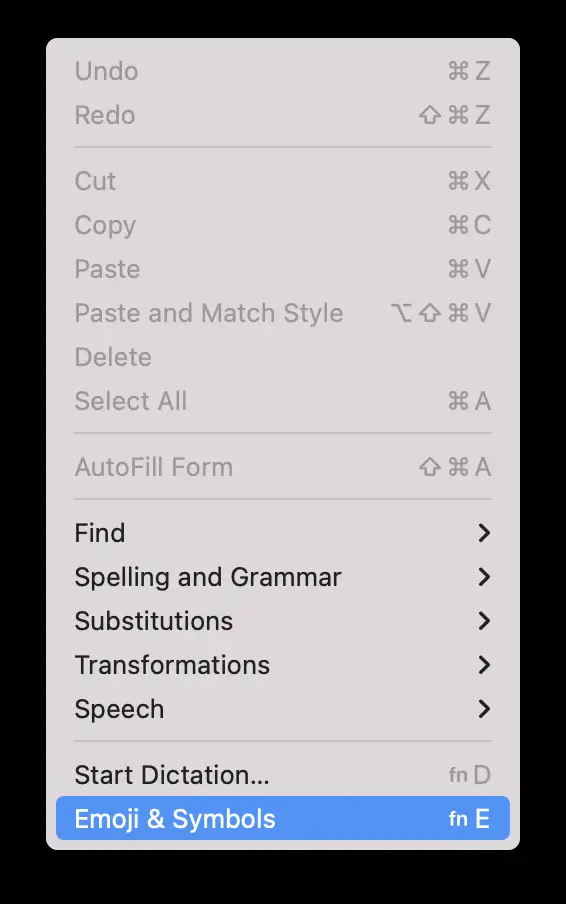 Undo ⌘ Z
Redo ⇧ ⌘ Z
Cut ⌘ X
Copy ⌘ C
Paste ⌘ V
Paste and Match Style ⌥ ⇧ ⌘ V
Delete
Select All ⌘ A
AutoFill Form ⇧ ⌘ A
Find
Spelling and Grammar
Substitutions
Transformations
Speech
Start Dictation... fn D
Emoji & Symbols fn E